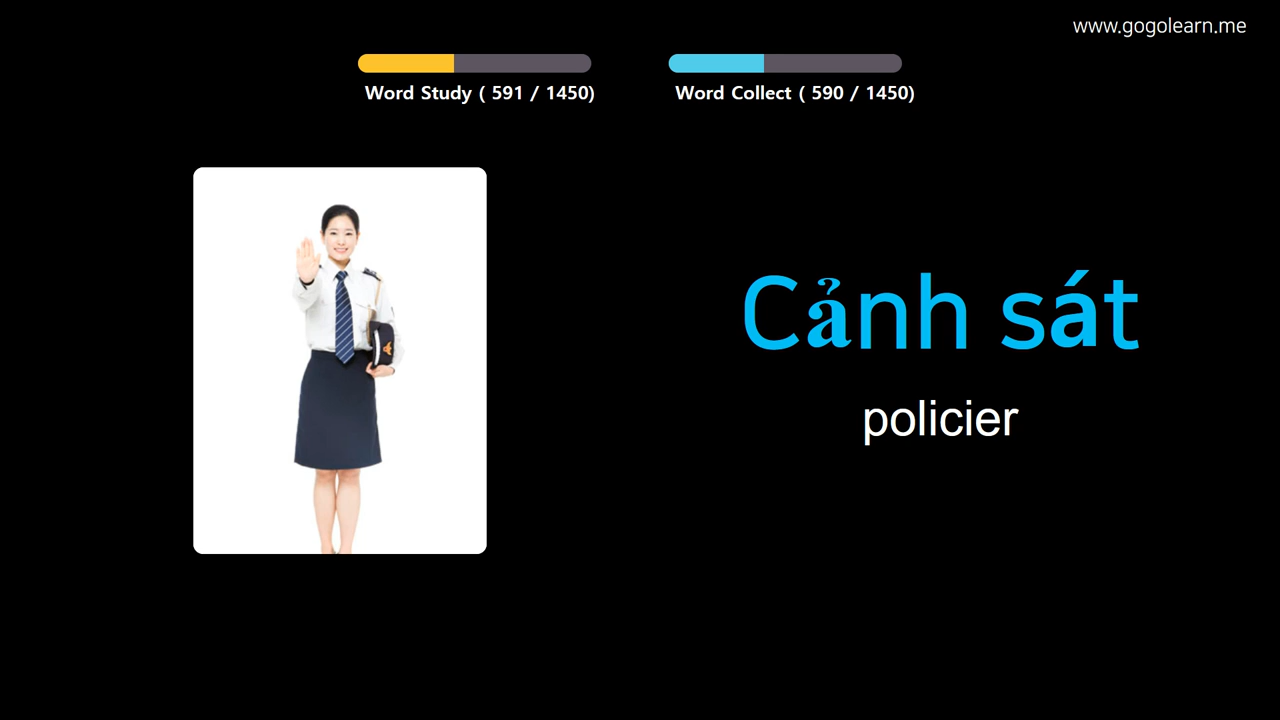 www.gogolearn.me
Word Study ( 591 / 1450)
Word Collect ( 590 / 1450)
Cảnh sát
policier